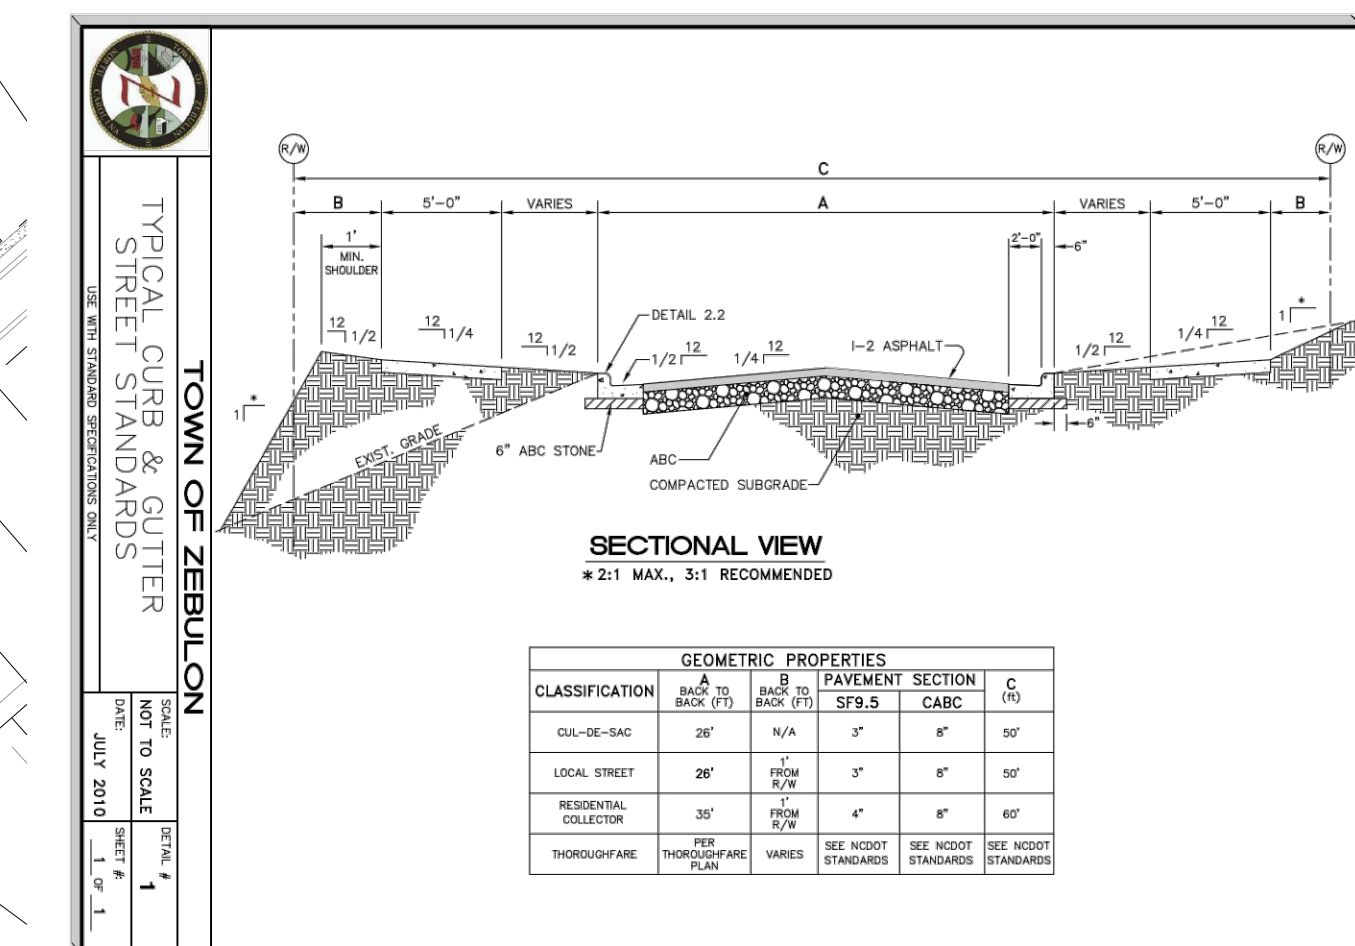 TOWN OF ZEBULON
NORTH CAROLINA
TYPICAL CURB & GUTTER
STREET STANDARDS
USE WITH STANDARD SPECIFICATIONS ONLY
TOWN OF ZEBULON
SCALE:
NOT TO SCALE
DATE:
JULY 2010
DETAIL #
1
SHEET #:
1 OF 1
R/W
R/W
C
B
5'-0"
VARIES
A
VARIES
5'-0"
B
1'
MIN.
SHOULDER
2'-0"
6"
12
1/2
12
1/4
12
1/2
DETAIL 2.2
1/2
12
1/4
12
I-2 ASPHALT
1/2
12
1/4
12
1
*
1
*
EXIST. GRADE
6" ABC STONE
ABC
COMPACTED SUBGRADE
6"
SECTIONAL VIEW
* 2:1 MAX., 3:1 RECOMMENDED
GEOMETRIC PROPERTIES
CLASSIFICATION
A
BACK TO
BACK (FT)
B
BACK TO
BACK (FT)
PAVEMENT SECTION
SF9.5
CABC
C
(ft)
CUL-DE-SAC
26'
N/A
3"
8"
50'
LOCAL STREET
26'
1'
FROM
R/W
3"
8"
50'
RESIDENTIAL
COLLECTOR
35'
1'
FROM
R/W
4"
8"
60'
THOROUGHFARE
PER
THOROUGHFARE
PLAN
VARIES
SEE NCDOT
STANDARDS
SEE NCDOT
STANDARDS
SEE NCDOT
STANDARDS